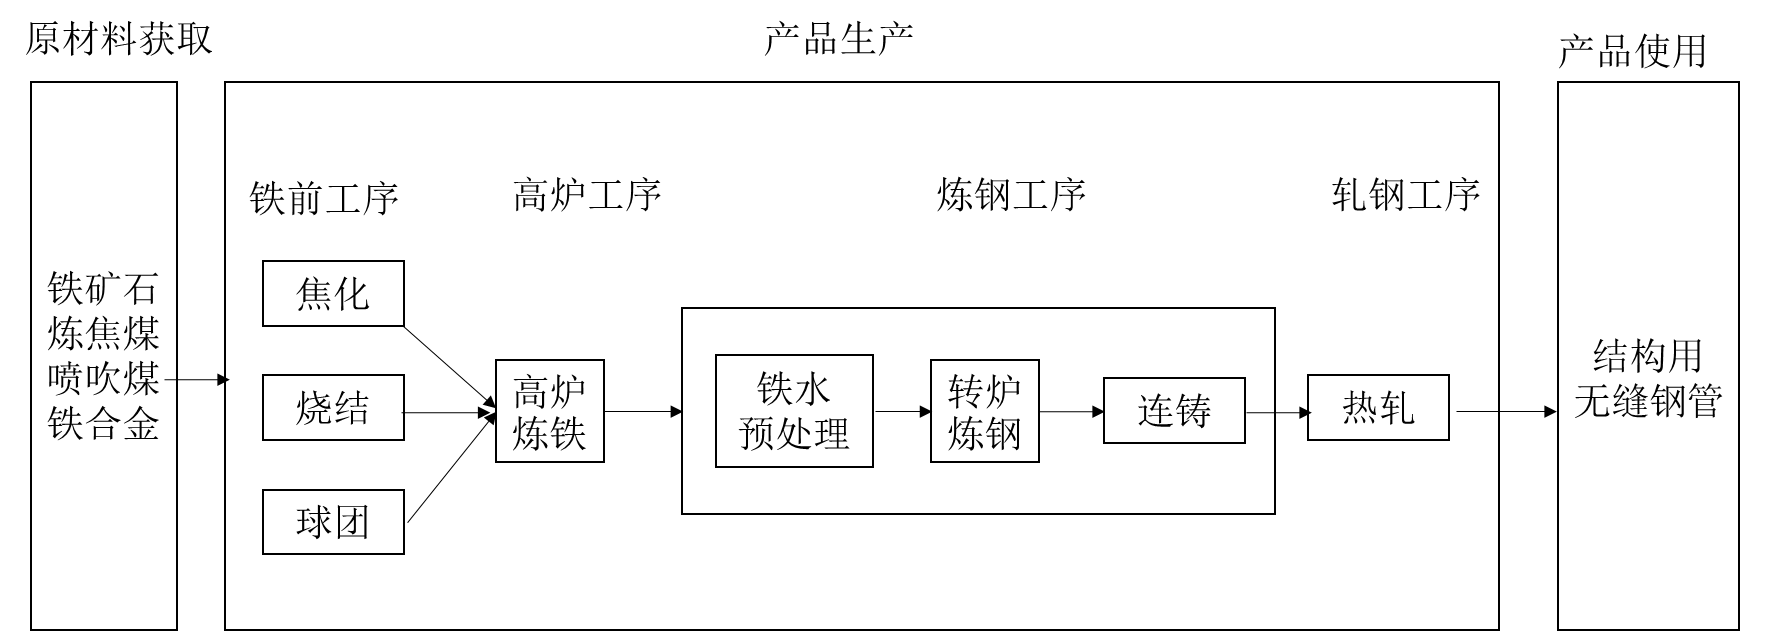 原材料获取
产品生产
产品使用
铁矿石
炼焦煤
喷吹煤
铁合金
铁前工序
高炉工序
炼钢工序
轧钢工序
焦化
烧结
球团
高炉
炼铁
铁水
预处理
转炉
炼钢
连铸
热轧
结构用
无缝钢管